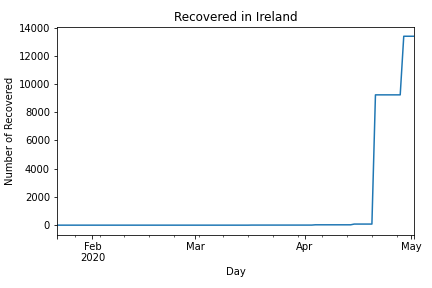 Recovered in Ireland
Number of Recovered
14000
12000
10000
8000
6000
4000
2000
0
Feb
2020
Mar
Apr
May
Day